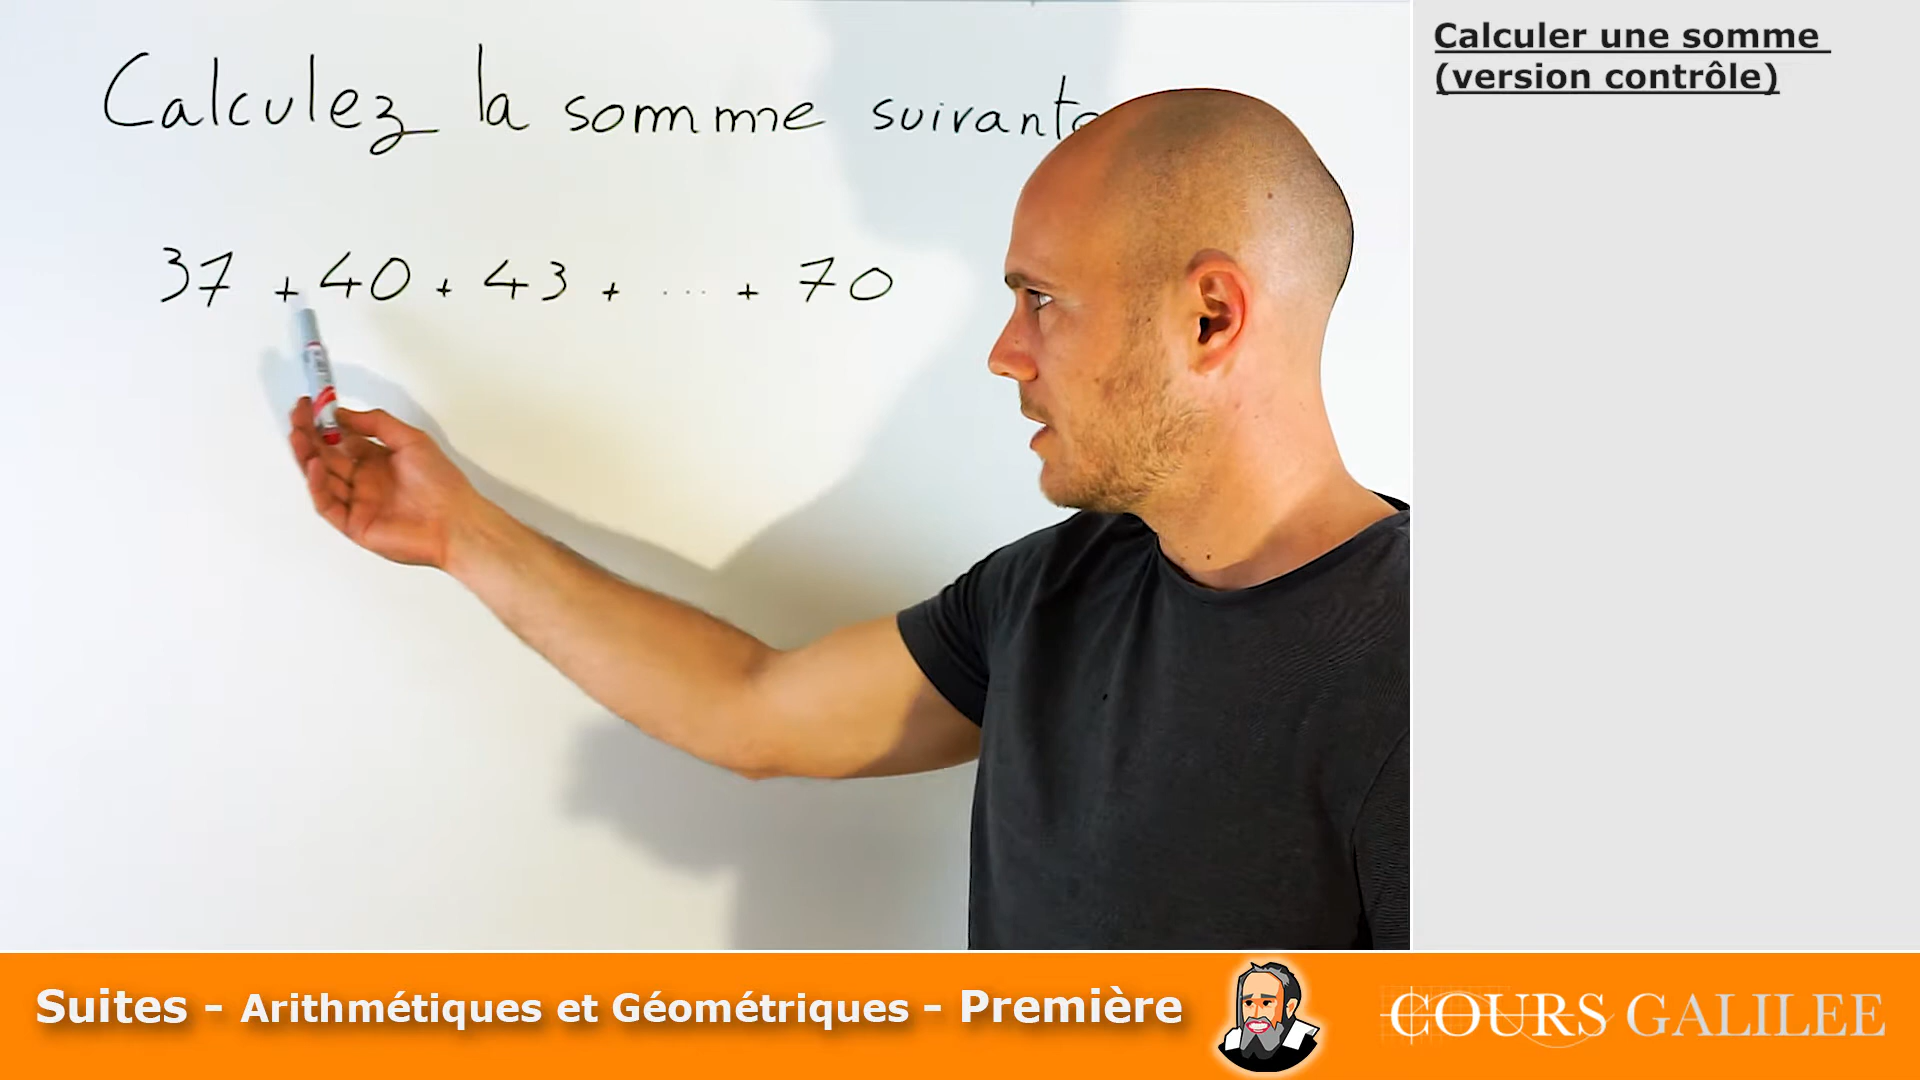 Calculez la somme suivante
37 + 40 + 43 + ... + 70
Calculer une somme
(version contrôle)
Suites - Arithmétiques et Géométriques - Première
COURS GALILEE